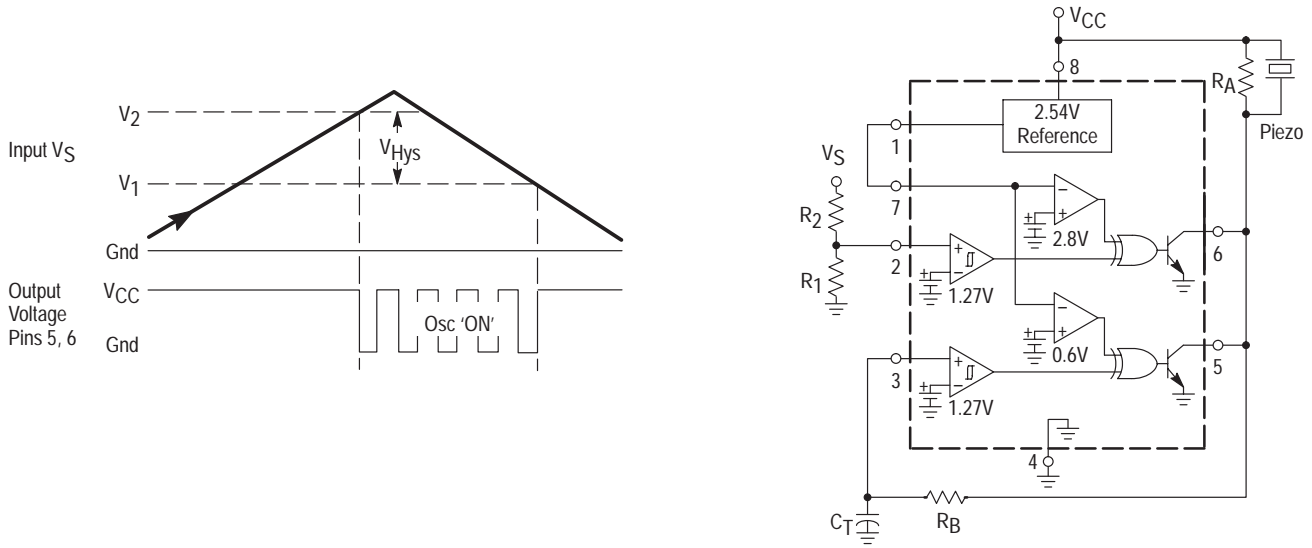 Input VS
V2
V1
VHys
Gnd
Output
Voltage
Pins 5, 6
VCC
Gnd
Osc 'ON'
VCC
8
2.54V
Reference
RA
Piezo
1
VS
7
R2
2.8V
6
2
R1
1.27V
0.6V
5
3
1.27V
4
CT
RB